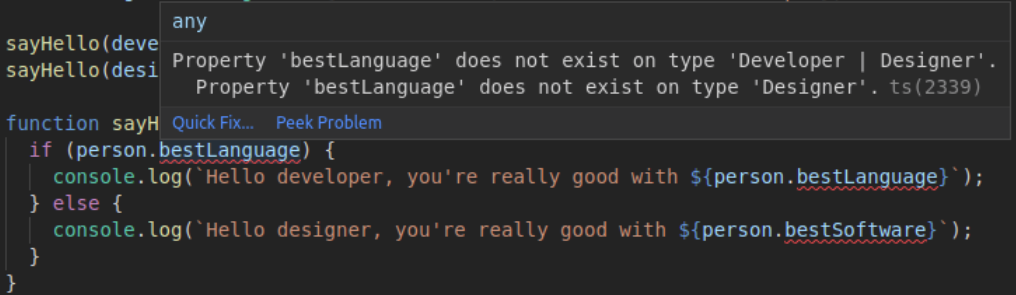 any
sayHello(deve
Property 'bestLanguage' does not exist on type 'Developer | Designer'.
sayHello(desi
Property 'bestLanguage' does not exist on type 'Designer'. ts(2339)
function sayH
Quick Fix... Peek Problem
if (person.bestLanguage) {
console.log(`Hello developer, you're really good with ${person.bestLanguage}`);
} else {
console.log(`Hello designer, you're really good with ${person.bestSoftware}`);
}
}